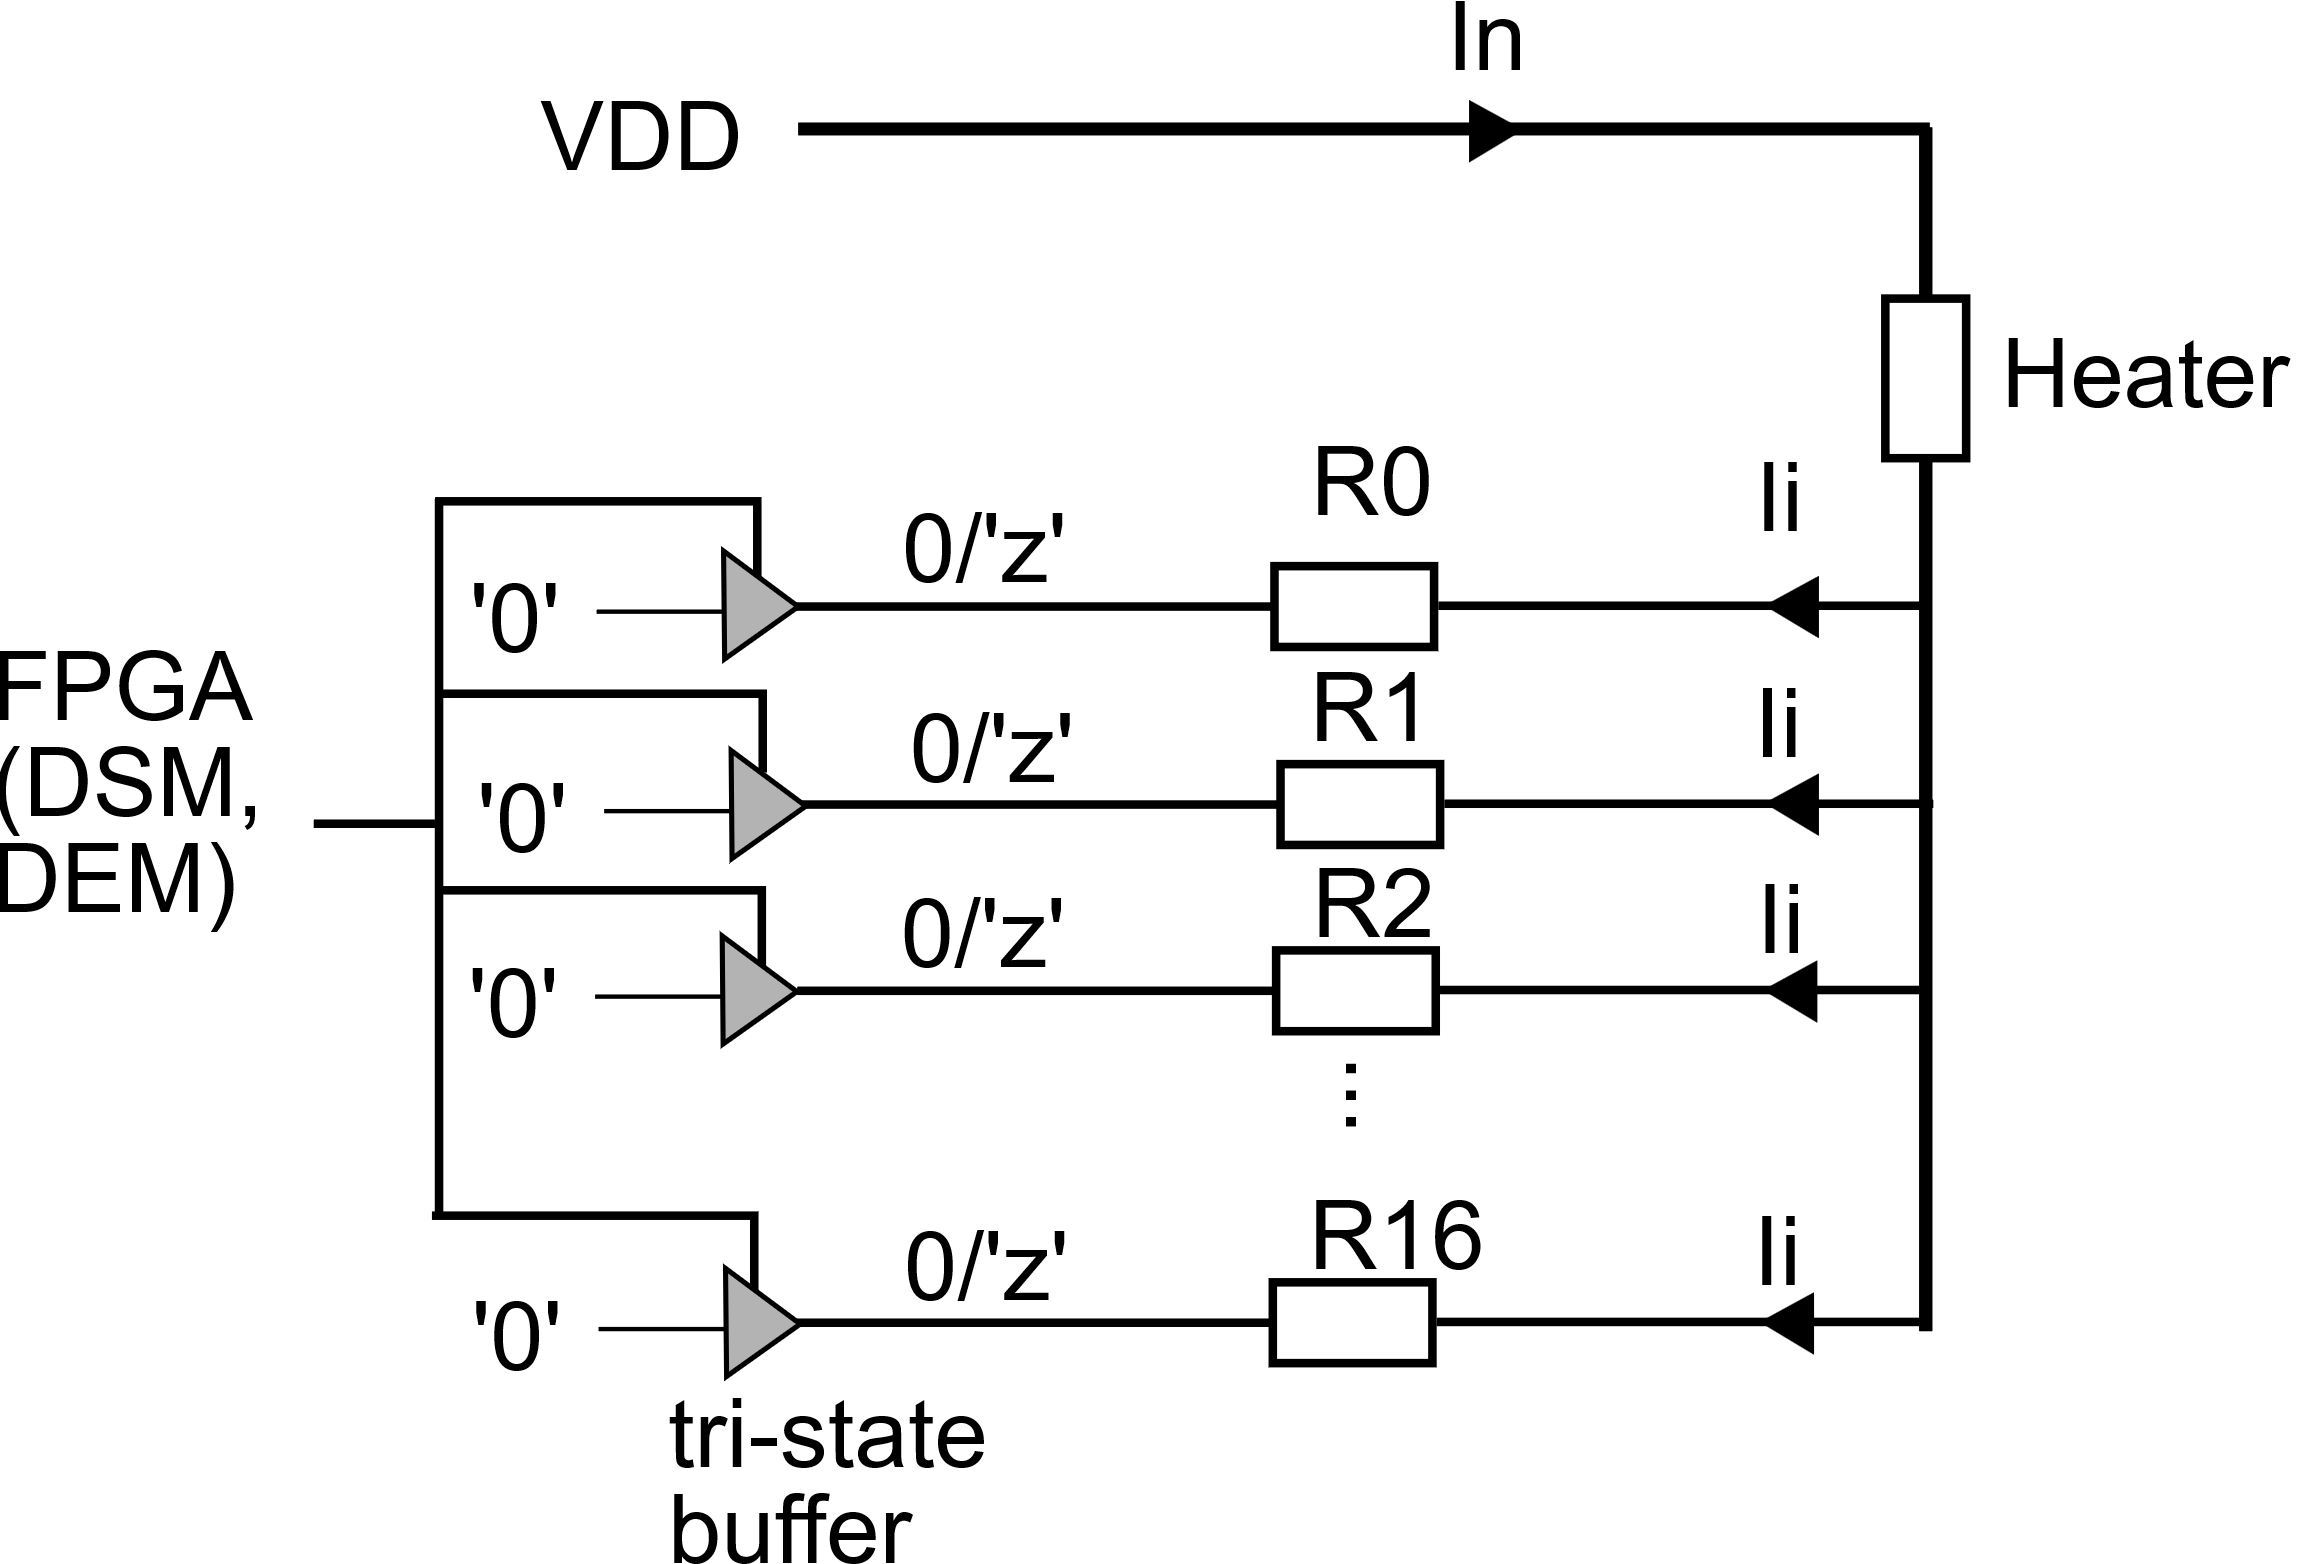 In
VDD
Heater
R0
Ii
0/'z'
'0'
R1
Ii
0/'z'
'0'
FPGA
(DSM,
DEM)
R2
Ii
0/'z'
'0'
⋮
R16
Ii
0/'z'
'0'
tri-state
buffer